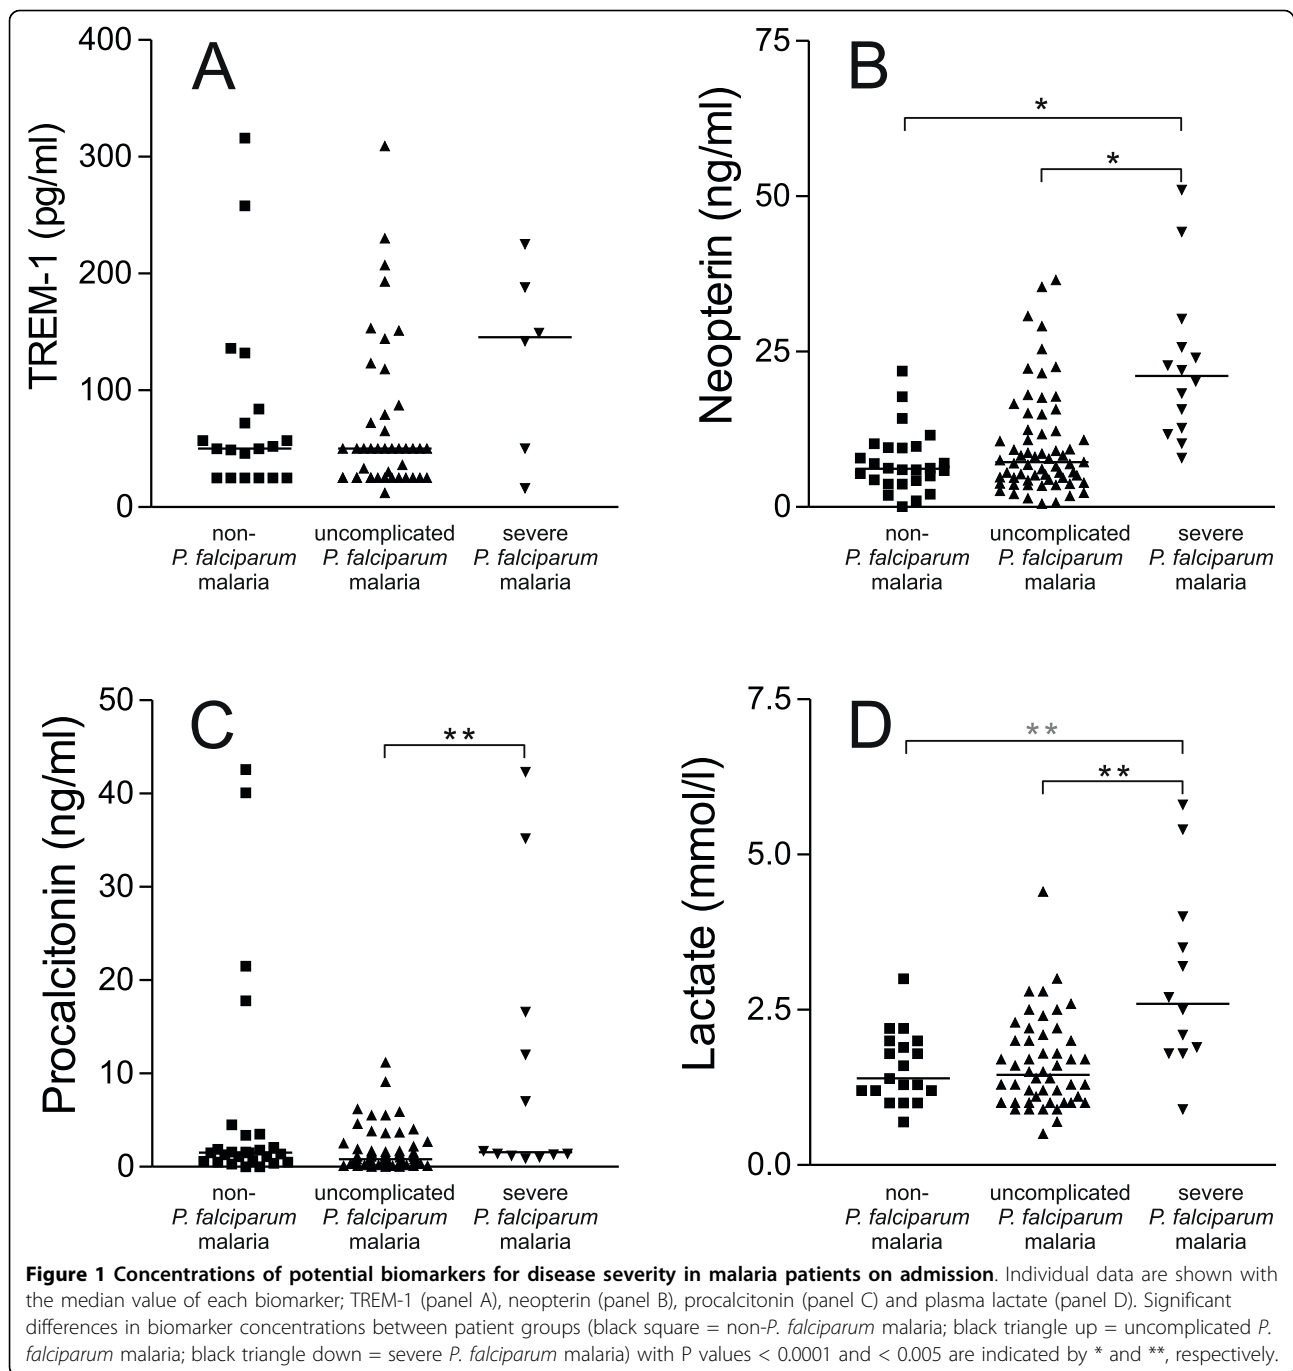 A
TREM-1 (pg/ml)
400
300
200
100
0
non-
P. falciparum
malaria
uncomplicated
P. falciparum
malaria
severe
P. falciparum
malaria
B
Neopterin (ng/ml)
75
50
25
0
*
*
non-
P. falciparum
malaria
uncomplicated
P. falciparum
malaria
severe
P. falciparum
malaria
C
Procalcitonin (ng/ml)
50
40
30
20
10
0
**
non-
P. falciparum
malaria
uncomplicated
P. falciparum
malaria
severe
P. falciparum
malaria
D
Lactate (mmol/l)
7.5
5.0
2.5
0.0
**
**
non-
P. falciparum
malaria
uncomplicated
P. falciparum
malaria
severe
P. falciparum
malaria
Figure 1 Concentrations of potential biomarkers for disease severity in malaria patients on admission. Individual data are shown with
the median value of each biomarker; TREM-1 (panel A), neopterin (panel B), procalcitonin (panel C) and plasma lactate (panel D). Significant
differences in biomarker concentrations between patient groups (black square = non-P. falciparum malaria; black triangle up = uncomplicated P.
falciparum malaria; black triangle down = severe P. falciparum malaria) with P values < 0.0001 and < 0.005 are indicated by * and **, respectively.